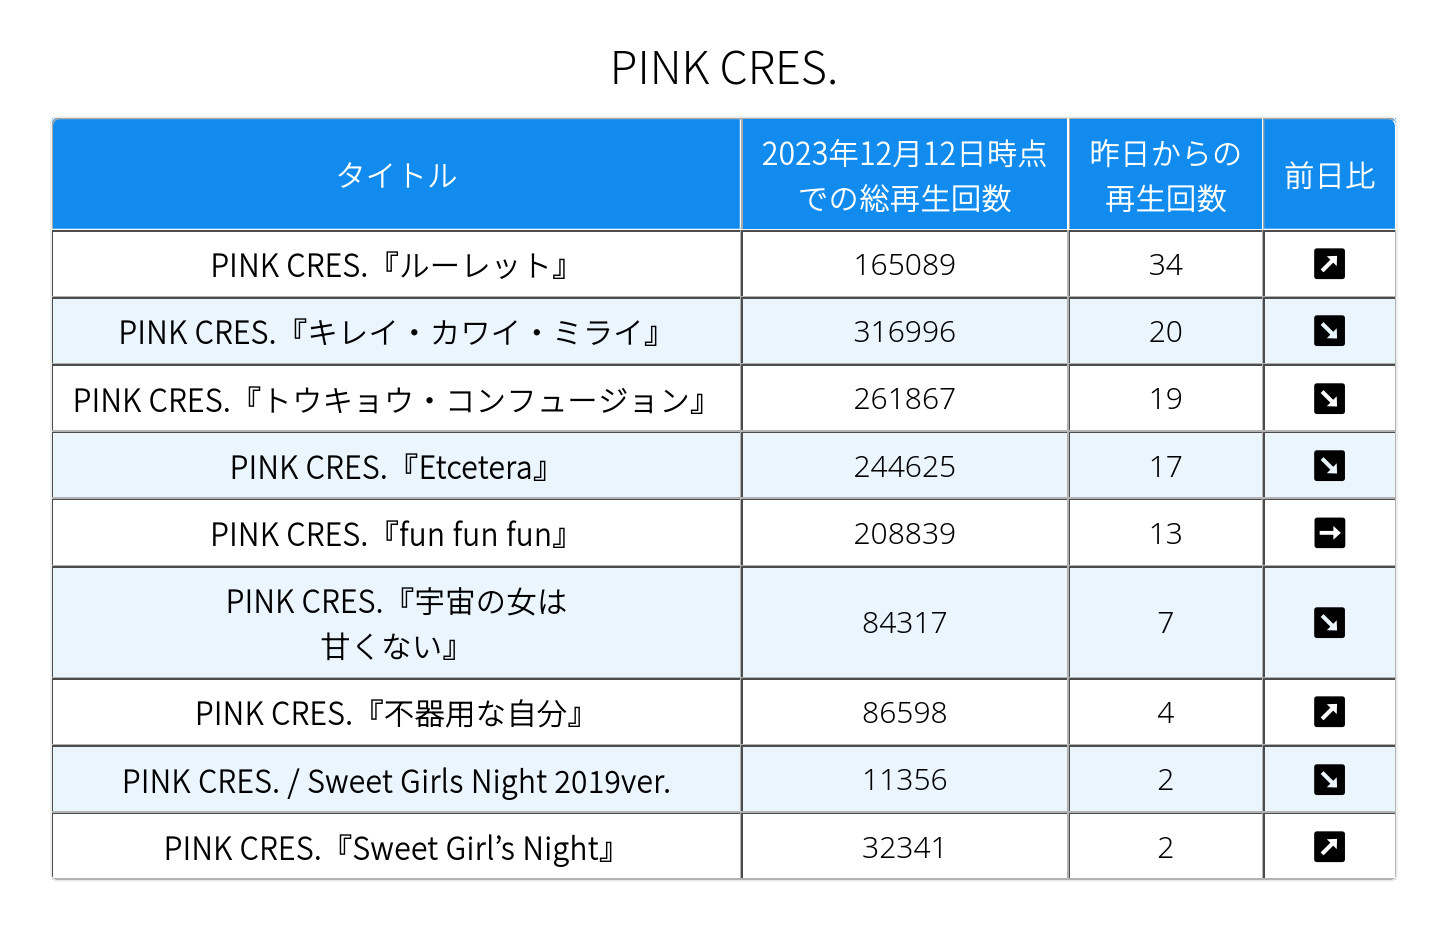 PINK CRES.
タイトル
2023年12月12日時点
での総再生回数
昨日からの
再生回数
前日比
PINK CRES.『ルーレット』 165089 34 ↗
PINK CRES.『キレイ・カワイ・ミライ』 316996 20 ↘
PINK CRES.『トウキョウ・コンフュージョン』 261867 19 ↘
PINK CRES.『Etcetera』 244625 17 ↘
PINK CRES.『fun fun fun』 208839 13 →
PINK CRES.『宇宙の女は
甘くない』 84317 7 ↘
PINK CRES.『不器用な自分』 86598 4 ↗
PINK CRES. / Sweet Girls Night 2019ver. 11356 2 ↘
PINK CRES.『Sweet Girl’s Night』 32341 2 ↗